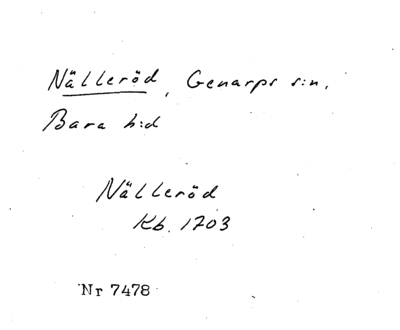 Nälleröd, Genarps s:n,
Bara h:d
Nälleröd
Kb. 1703
Nr 7478